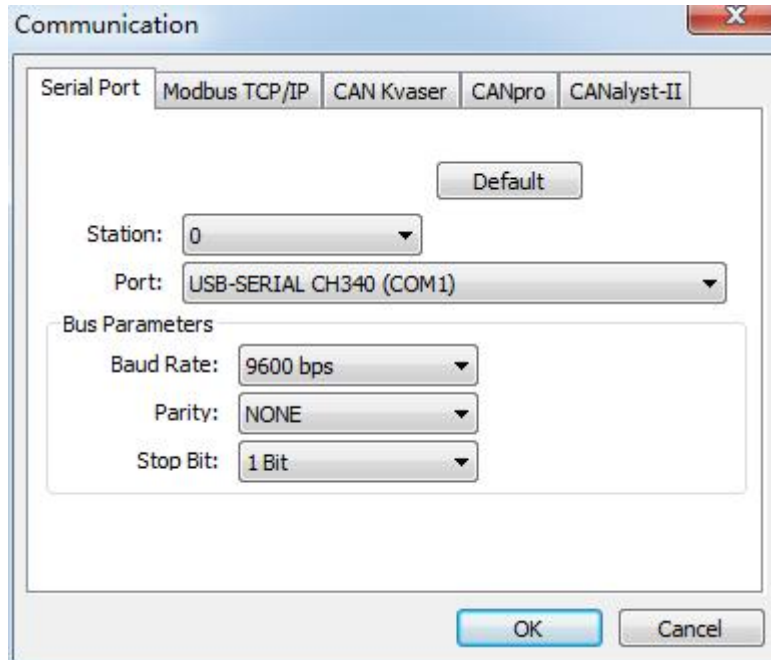 Communication
Serial Port Modbus TCP/IP CAN Kvaser CANpro CANalyst-II
Default
Station: 0
Port: USB-SERIAL CH340 (COM1)
Bus Parameters
Baud Rate: 9600 bps
Parity: NONE
Stop Bit: 1 Bit
OK Cancel